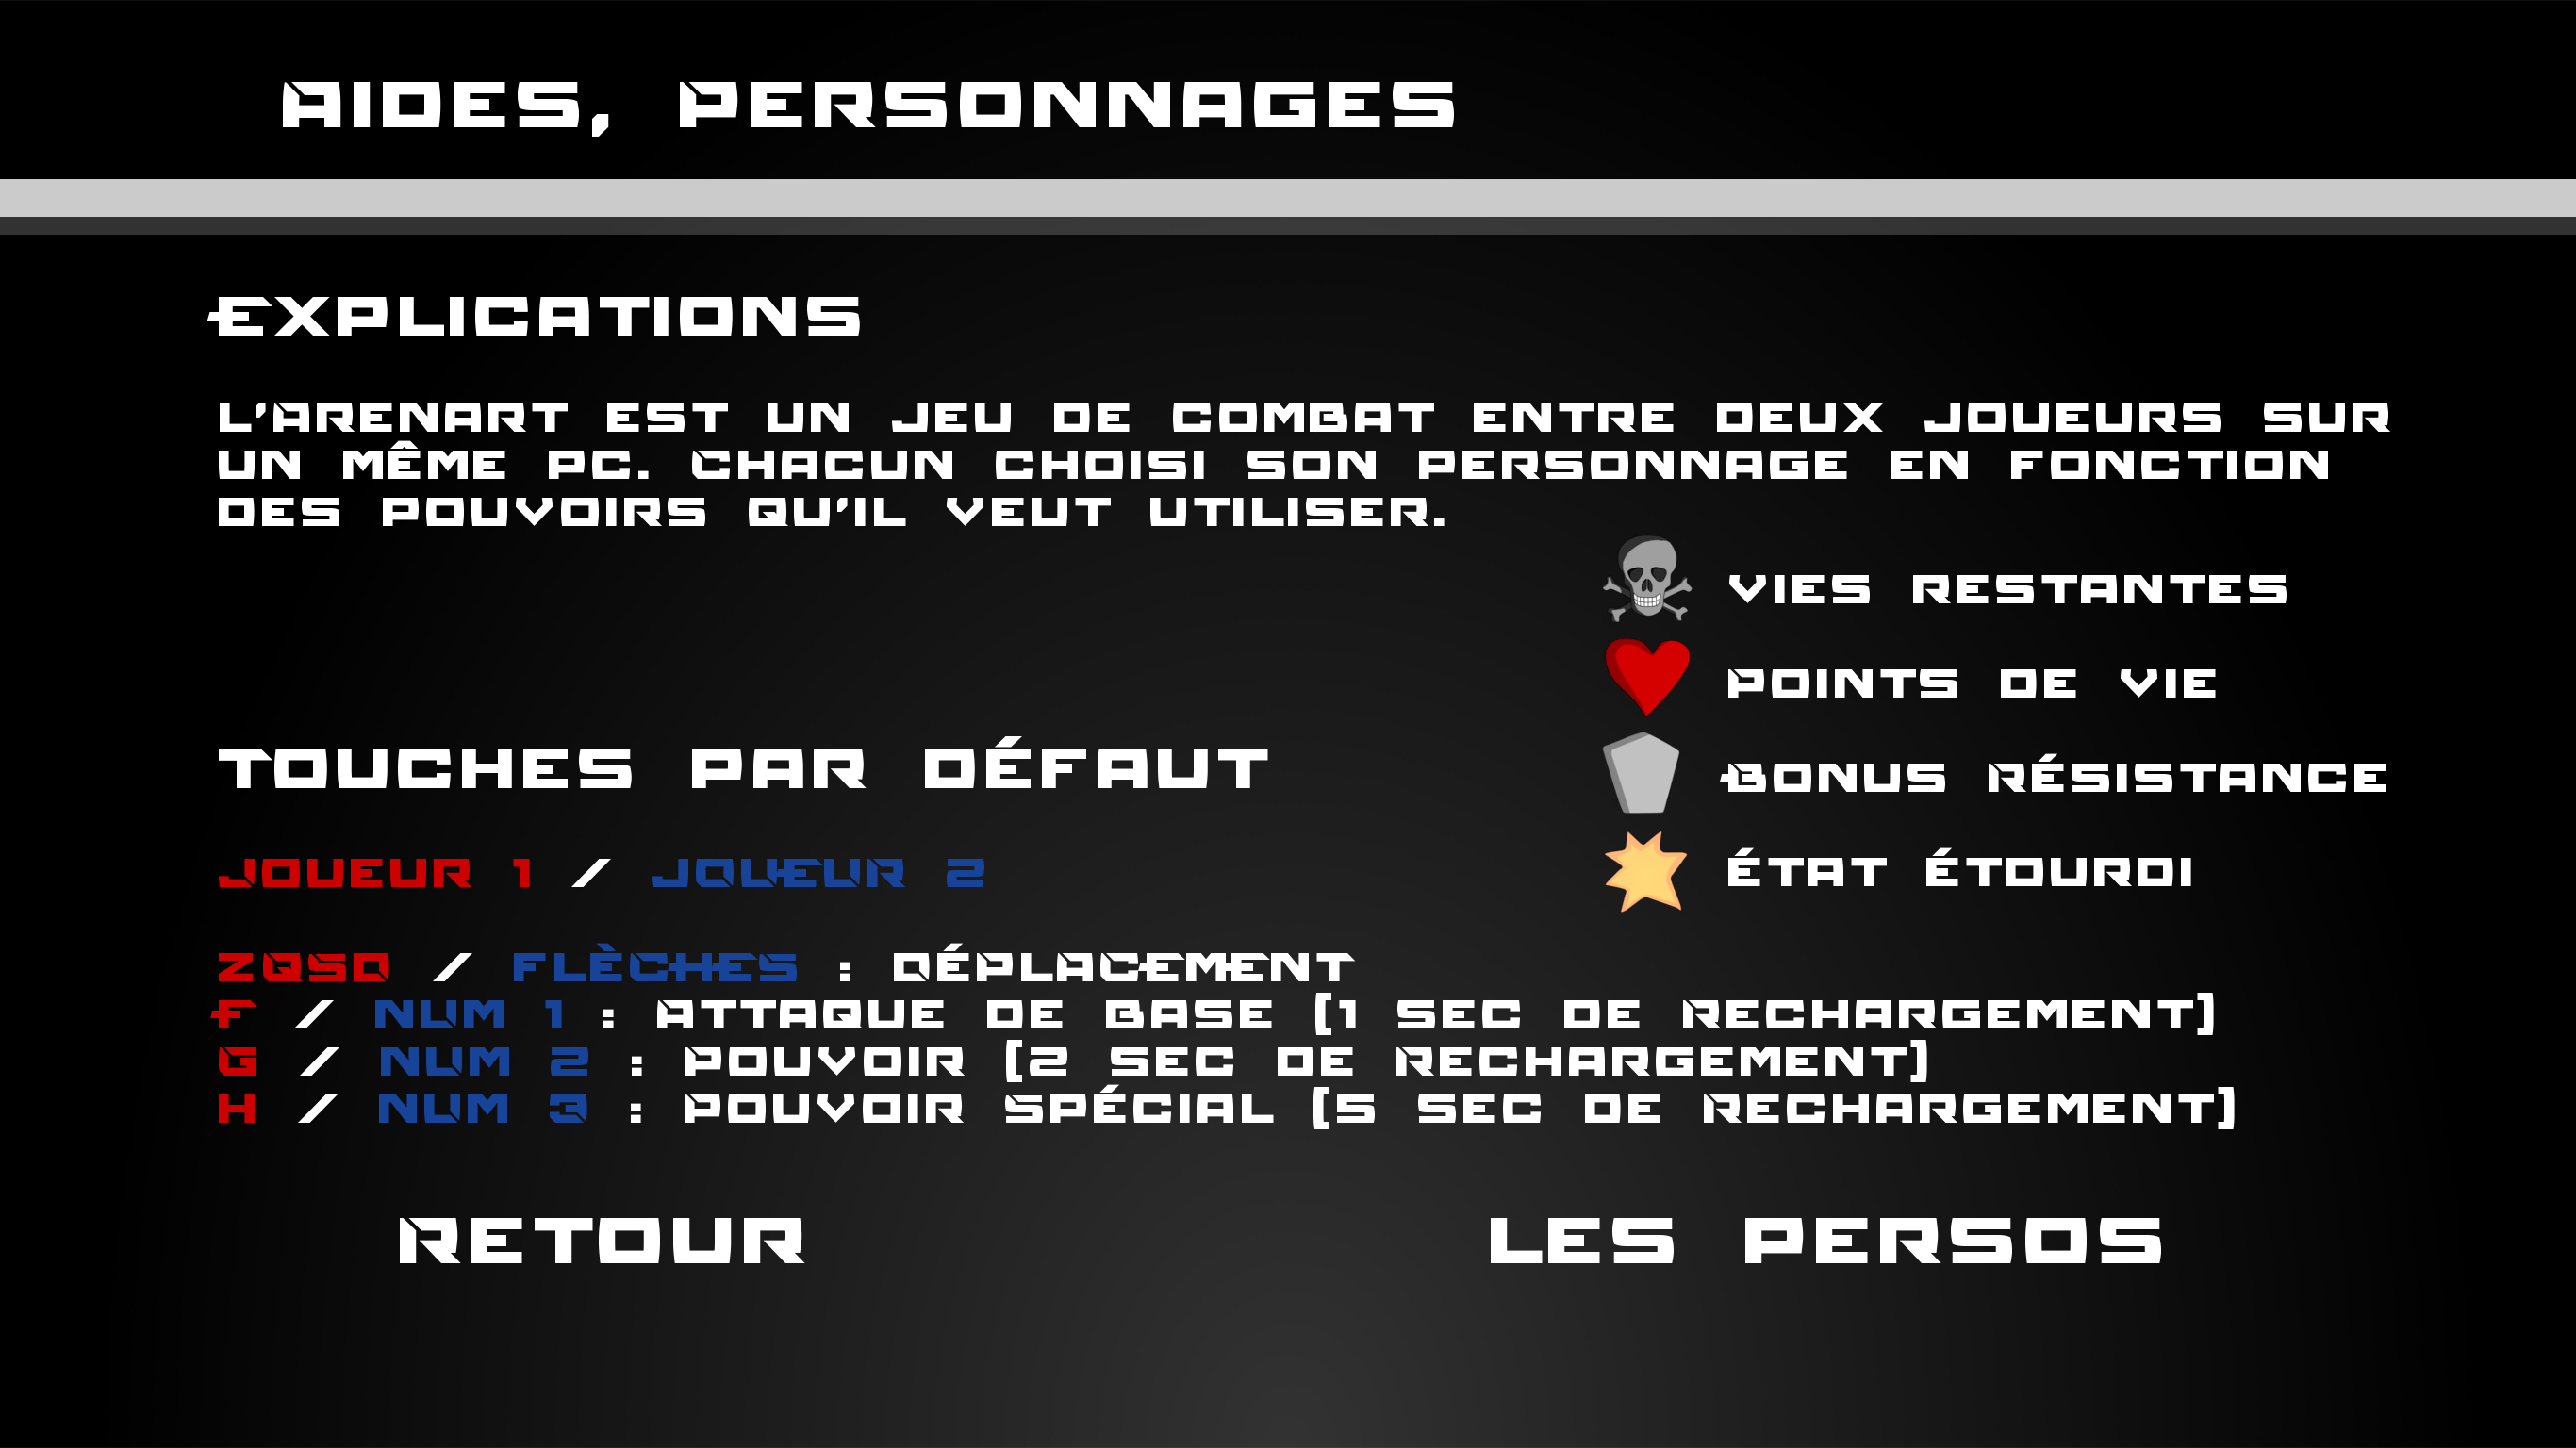 Aides, Personnages
Explications
L'Arenart est un jeu de combat entre deux joueurs sur
un même PC. Chacun choisi son personnage en fonction
des pouvoirs qu'il veut utiliser.
Vies restantes
Points de vie
Bonus résistance
État étourdi
Touches par défaut
Joueur 1 / JOUEUR 2
ZQSD / FLÈCHES : DÉPLACEMENT
F / NUM 1 : Attaque de base (1 sec de Rechargement)
G / NUM 2 : Pouvoir (2 sec de Rechargement)
H / NUM 3 : Pouvoir Spécial (5 sec de Rechargement)
Retour
Les persos